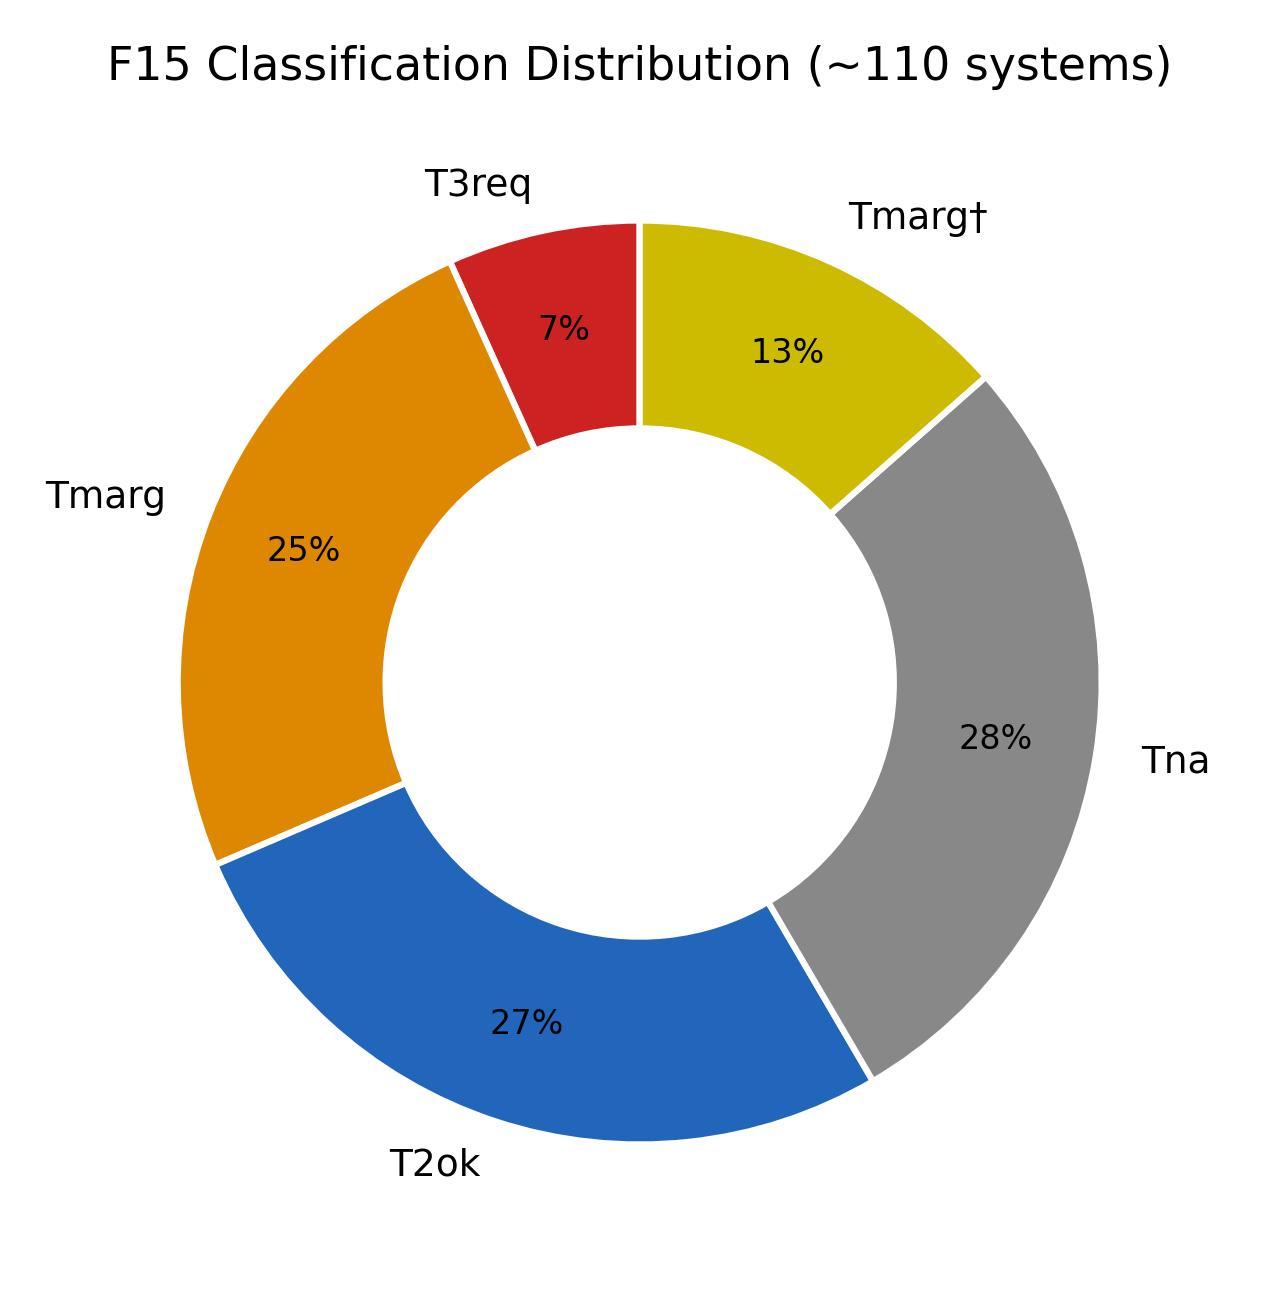 F15 Classification Distribution (~110 systems)
T3req
Tmarg†
7%
13%
Tmarg
25%
28%
Tna
27%
T2ok